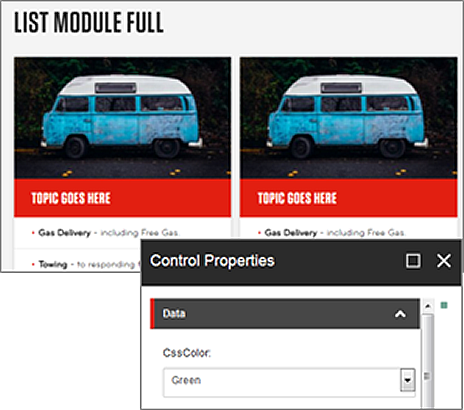 LIST MODULE FULL
TOPIC GOES HERE
TOPIC GOES HERE
• Gas Delivery - including Free Gas
• Gas Delivery - including Free Gas
• Towing - to responding
Control Properties
Data
CssColor:
Green